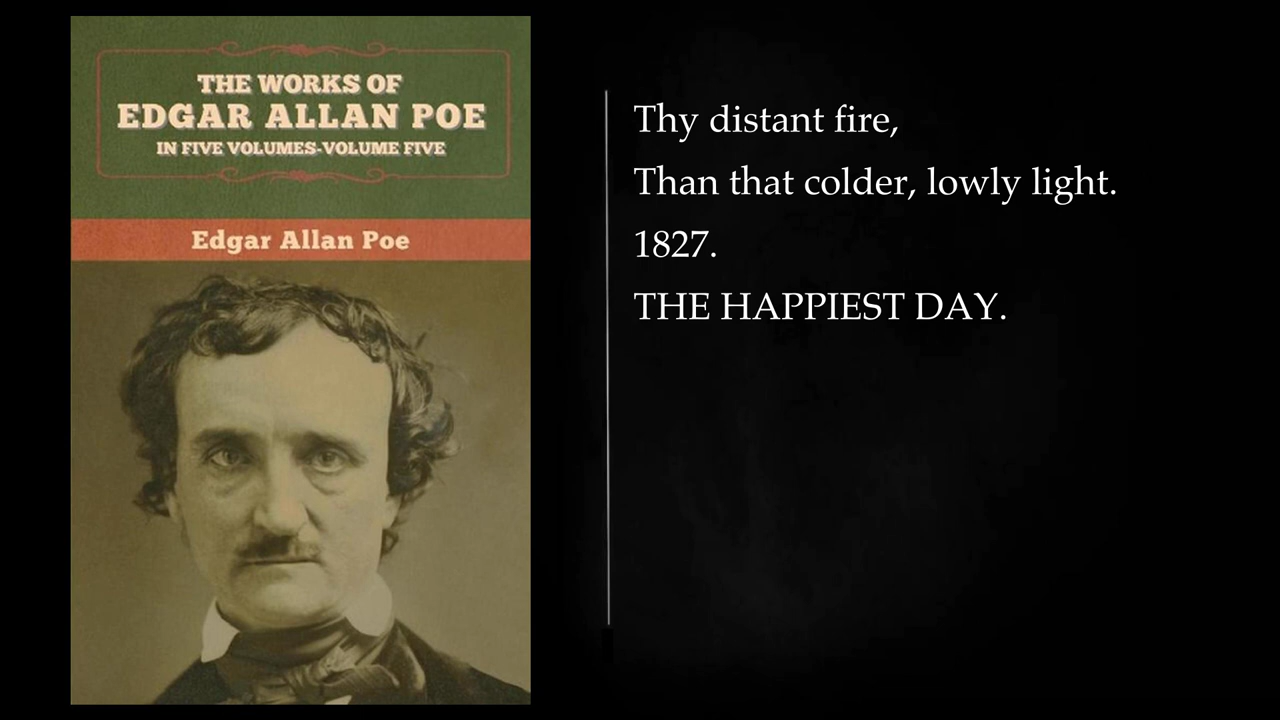 THE WORKS OF
EDGAR ALLAN POE
IN FIVE VOLUMES-VOLUME FIVE
Edgar Allan Poe
Thy distant fire,
Than that colder, lowly light.
1827.
THE HAPPIEST DAY.